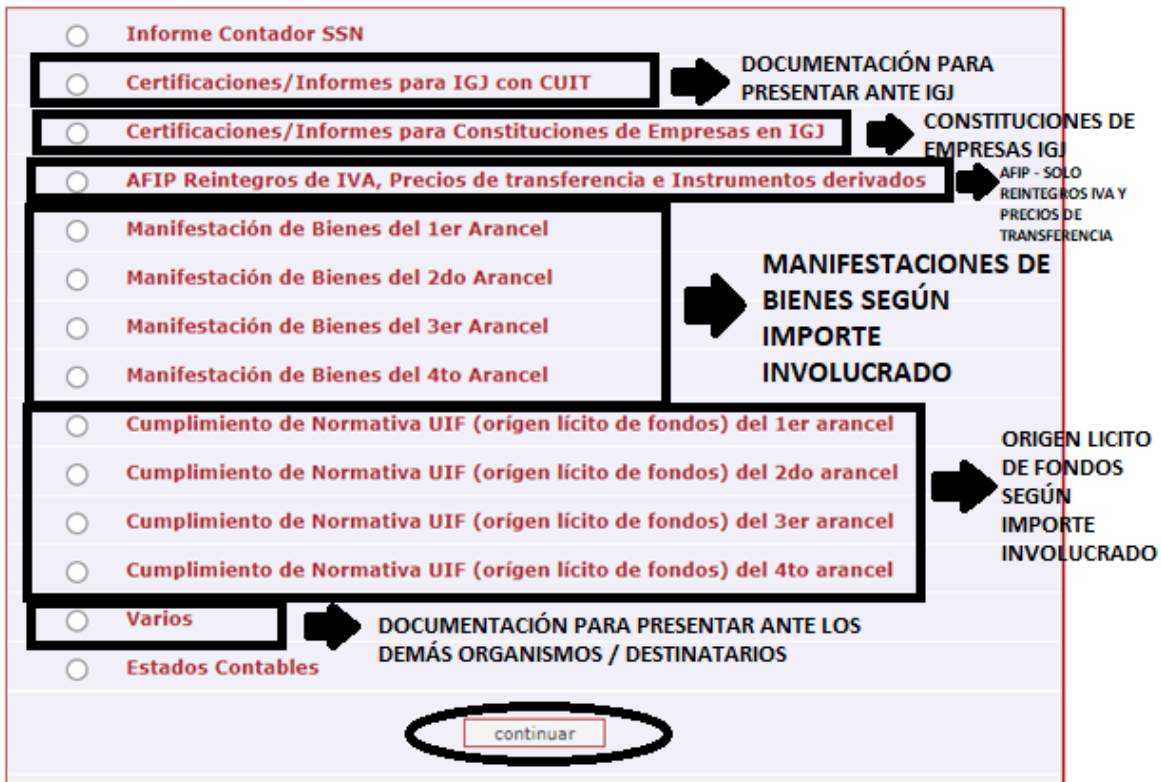 Informe Contador SSN
Certificaciones/Informes para IGJ con CUIT
DOCUMENTACIÓN PARA
PRESENTAR ANTE IGJ
Certificaciones/Informes para Constituciones de Empresas en IGJ
CONSTITUCIONES DE
EMPRESAS IGJ
AFIP Reintegros de IVA, Precios de transferencia e Instrumentos derivados
AFIP - SOLO
REINTEGROS IVA Y
PRECIOS DE
TRANSFERENCIA
Manifestación de Bienes del 1er Arancel
Manifestación de Bienes del 2do Arancel
Manifestación de Bienes del 3er Arancel
Manifestación de Bienes del 4to Arancel
MANIFESTACIONES DE
BIENES SEGÚN
IMPORTE
INVOLUCRADO
Cumplimiento de Normativa UIF (orígen lícito de fondos) del 1er arancel
Cumplimiento de Normativa UIF (orígen lícito de fondos) del 2do arancel
Cumplimiento de Normativa UIF (orígen lícito de fondos) del 3er arancel
Cumplimiento de Normativa UIF (orígen lícito de fondos) del 4to arancel
ORIGEN LICITO
DE FONDOS
SEGÚN
IMPORTE
INVOLUCRADO
Varios
DOCUMENTACIÓN PARA PRESENTAR ANTE LOS
DEMÁS ORGANISMOS / DESTINATARIOS
Estados Contables
continuar